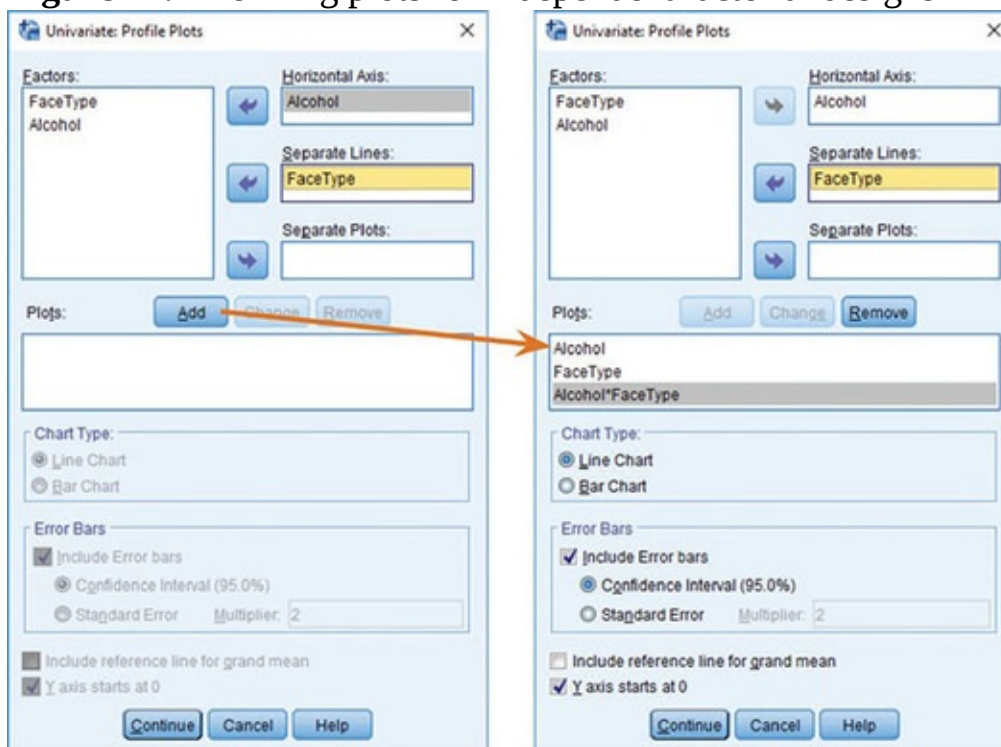 Univariate: Profile Plots
Factors:
FaceType
Alcohol
Horizontal Axis:
Alcohol
Separate Lines:
FaceType
Separate Plots:
Plots:
Add
Change
Remove
Chart Type:
Line Chart
Bar Chart
Error Bars
Include Error bars
Confidence Interval (95.0%)
Standard Error Multiplier: 2
Include reference line for grand mean
Y axis starts at 0
Continue Cancel Help
Univariate: Profile Plots
Factors:
FaceType
Alcohol
Horizontal Axis:
Alcohol
Separate Lines:
FaceType
Separate Plots:
Plots:
Add
Change
Remove
Alcohol
FaceType
Alcohol*FaceType
Chart Type:
Line Chart
Bar Chart
Error Bars
Include Error bars
Confidence Interval (95.0%)
Standard Error Multiplier: 2
Include reference line for grand mean
Y axis starts at 0
Continue Cancel Help